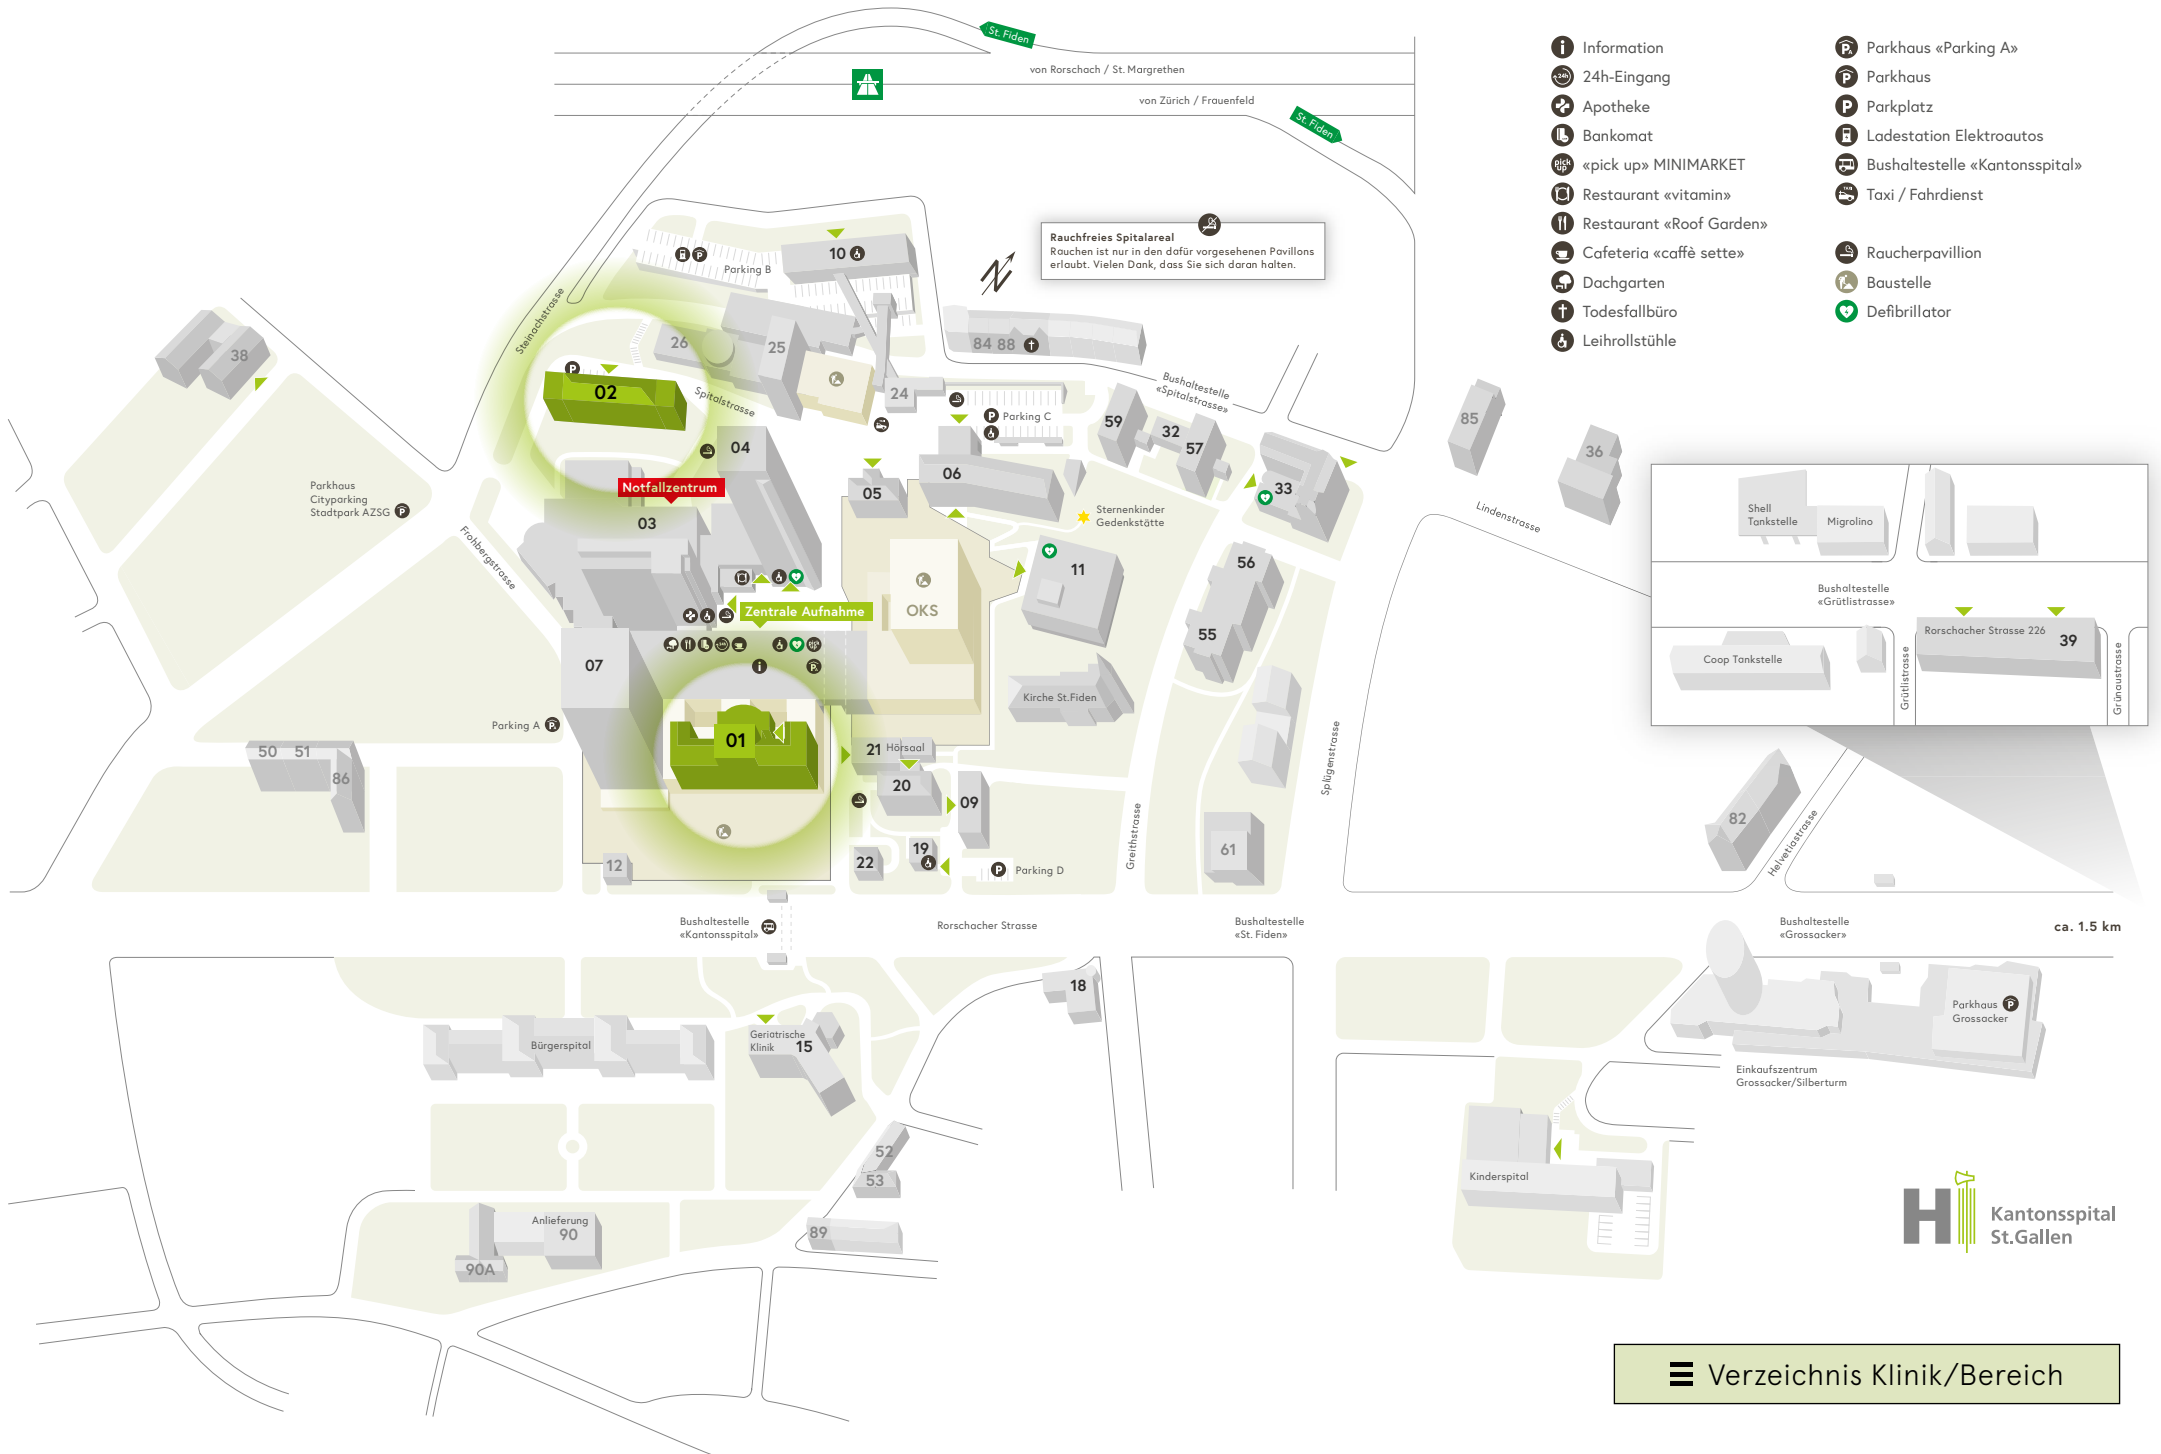 St. Fiden
von Rorschach / St. Margrethen
von Zürich / Frauenfeld
St. Fiden
Information
24h-Eingang
Apotheke
Bankomat
«pick up» MINIMARKET
Restaurant «vitamin»
Restaurant «Roof Garden»
Cafeteria «caffè sette»
Dachgarten
Todesfallbüro
Leihrollstühle
Parkhaus «Parking A»
Parkhaus
Parkplatz
Ladestation Elektroautos
Bushaltestelle «Kantonsspital»
Taxi / Fahrdienst
Raucherpavillion
Baustelle
Defibrillator
Rauchfreies Spitalareal
Rauchen ist nur in den dafür vorgesehenen Pavillons
erlaubt. Vielen Dank, dass Sie sich daran halten.
N
10
Parking B
Steinachstrasse
38
26
25
84 88
02
Spitalstrasse
24
Bushaltestelle
«Spitalstrasse»
Parking C
59
32
57
85
36
04
06
05
33
Notfallzentrum
03
Parkhaus
Cityparking
Stadtpark AZSG
Frohbergstrasse
Sternenkinder
Gedenkstätte
Lindenstrasse
Shell
Tankstelle
Migrolino
11
56
OKS
Zentrale Aufnahme
55
Bushaltestelle
«Grütlistrasse»
Rorschacher Strasse 226
39
Coop Tankstelle
Grütlistrasse
Grünaustrasse
07
Kirche St.Fiden
Parking A
01
21 Hörsaal
20
09
50
51
86
Splügenstrasse
Greithstrasse
82
Helvetiastrasse
61
12
22
19
Parking D
Bushaltestelle
«Kantonsspital»
Rorschacher Strasse
Bushaltestelle
«St. Fiden»
Bushaltestelle
«Grossacker»
ca. 1.5 km
18
Parkhaus
Grossacker
Bürgerspital
Geriatrische
Klinik
15
Einkaufszentrum
Grossacker/Silberturm
52
53
Kinderspital
89
Anlieferung
90
90A
Kantonsspital
St.Gallen
Verzeichnis Klinik/Bereich